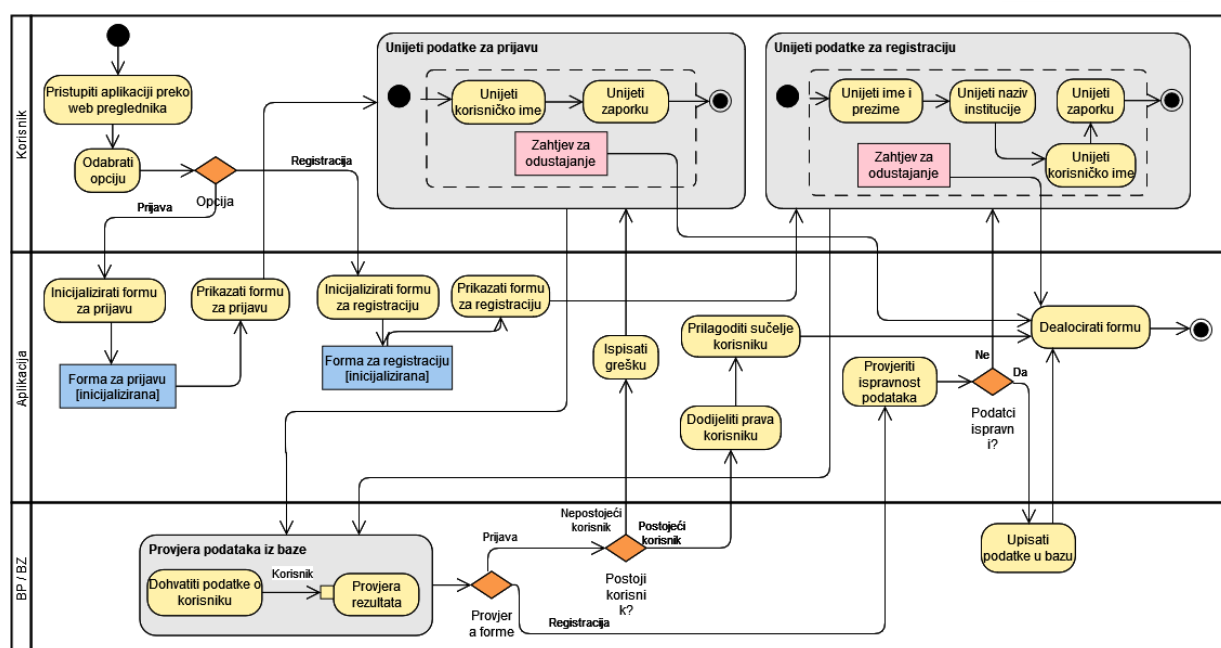 Korisnik
Pristupiti aplikaciji preko
web preglednika
Odabrati
opciju
Opcija
Registracija
Prijava
Unijeti podatke za prijavu
Unijeti
korisničko ime
Unijeti
zaporku
Zahtjev za
odustajanje
Unijeti podatke za registraciju
Unijeti ime i
prezime
Unijeti naziv
institucije
Unijeti
zaporku
Unijeti
korisničko ime
Zahtjev za
odustajanje
Aplikacija
Inicijalizirati formu
za prijavu
Prikazati formu
za prijavu
Forma za prijavu
[inicijalizirana]
Inicijalizirati formu
za registraciju
Prikazati formu
za registraciju
Forma za registraciju
[inicijalizirana]
Ispisati
grešku
Prilagoditi sučelje
korisniku
Dodijeliti prava
korisniku
Provjeriti
ispravnost
podataka
Ne
Da
Podatci
ispravn
i?
Dealocirati formu
BP / BZ
Provjera podataka iz baze
Dohvatiti podatke o
korisniku
Korisnik
Provjera
rezultata
Provjer
a forme
Prijava
Registracija
Nepostojeći
korisnik
Postojeći
korisnik
Postoji
korisni
k?
Upisati
podatke u bazu